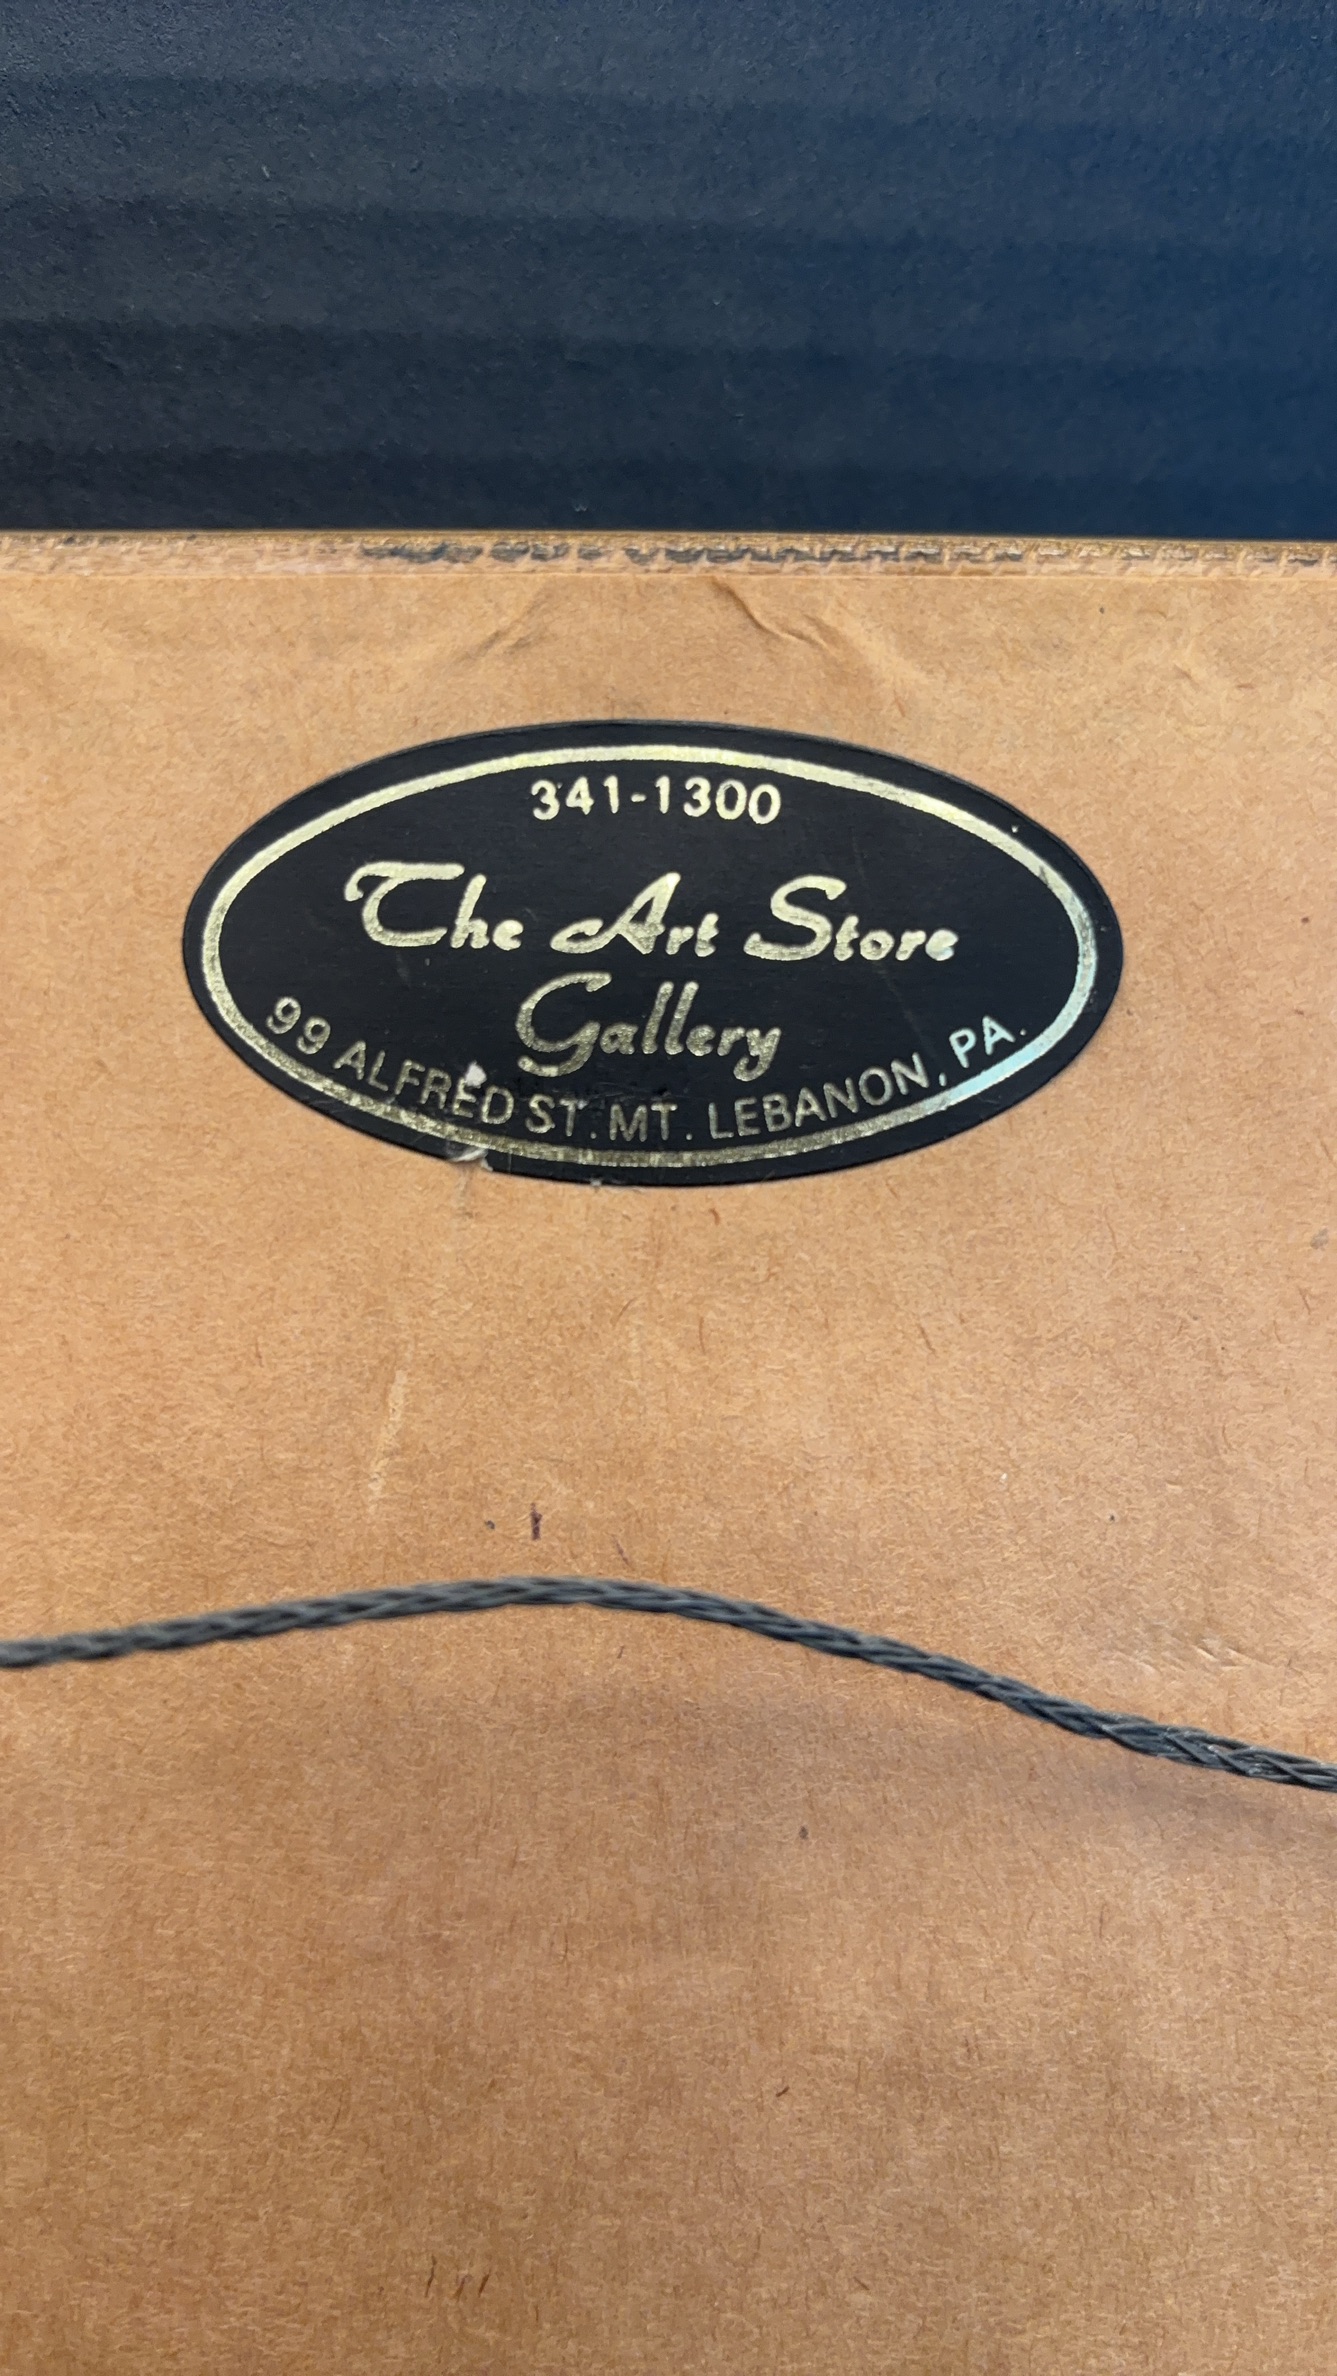 341-1300
The Art Store
Gallery
99 ALFRED ST. MT. LEBANON, PA.